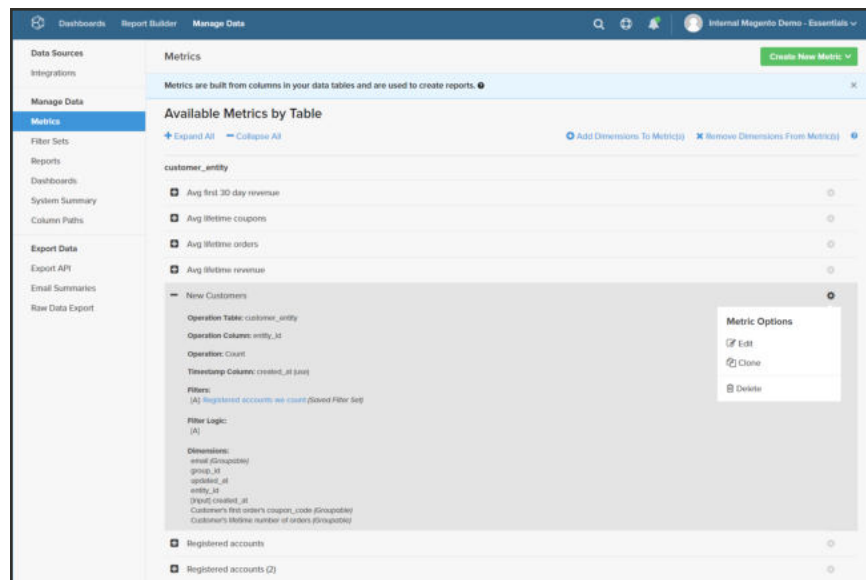 Dashboards Report Builder Manage Data Internal Magento Demo - Essentials
Data Sources
Integrations
Manage Data
Metrics
Filter Sets
Reports
Dashboards
System Summary
Column Paths
Export Data
Export API
Email Summaries
Raw Data Export
Metrics
Create New Metric
Metrics are built from columns in your data tables and are used to create reports.
Available Metrics by Table
Expand All Collapse All Add Dimensions To Metric(s) Remove Dimensions From Metric(s)
customer_entity
Avg first 30 day revenue
Avg lifetime coupons
Avg lifetime orders
Avg lifetime revenue
New Customers
Operation Table: customer_entity
Operation Column: entity_id
Operation: Count
Timestamp Column: created_at (use)
Filters:
[A] Registered accounts we count (Saved Filter Set)
Filter Logic:
[A]
Dimensions:
email (Groupable)
group_id
updated_at
entity_id
(input) created_at
Customer's first order's coupon_code (Groupable)
Customer's lifetime number of orders (Groupable)
Metric Options
Edit
Clone
Delete
Registered accounts
Registered accounts (2)